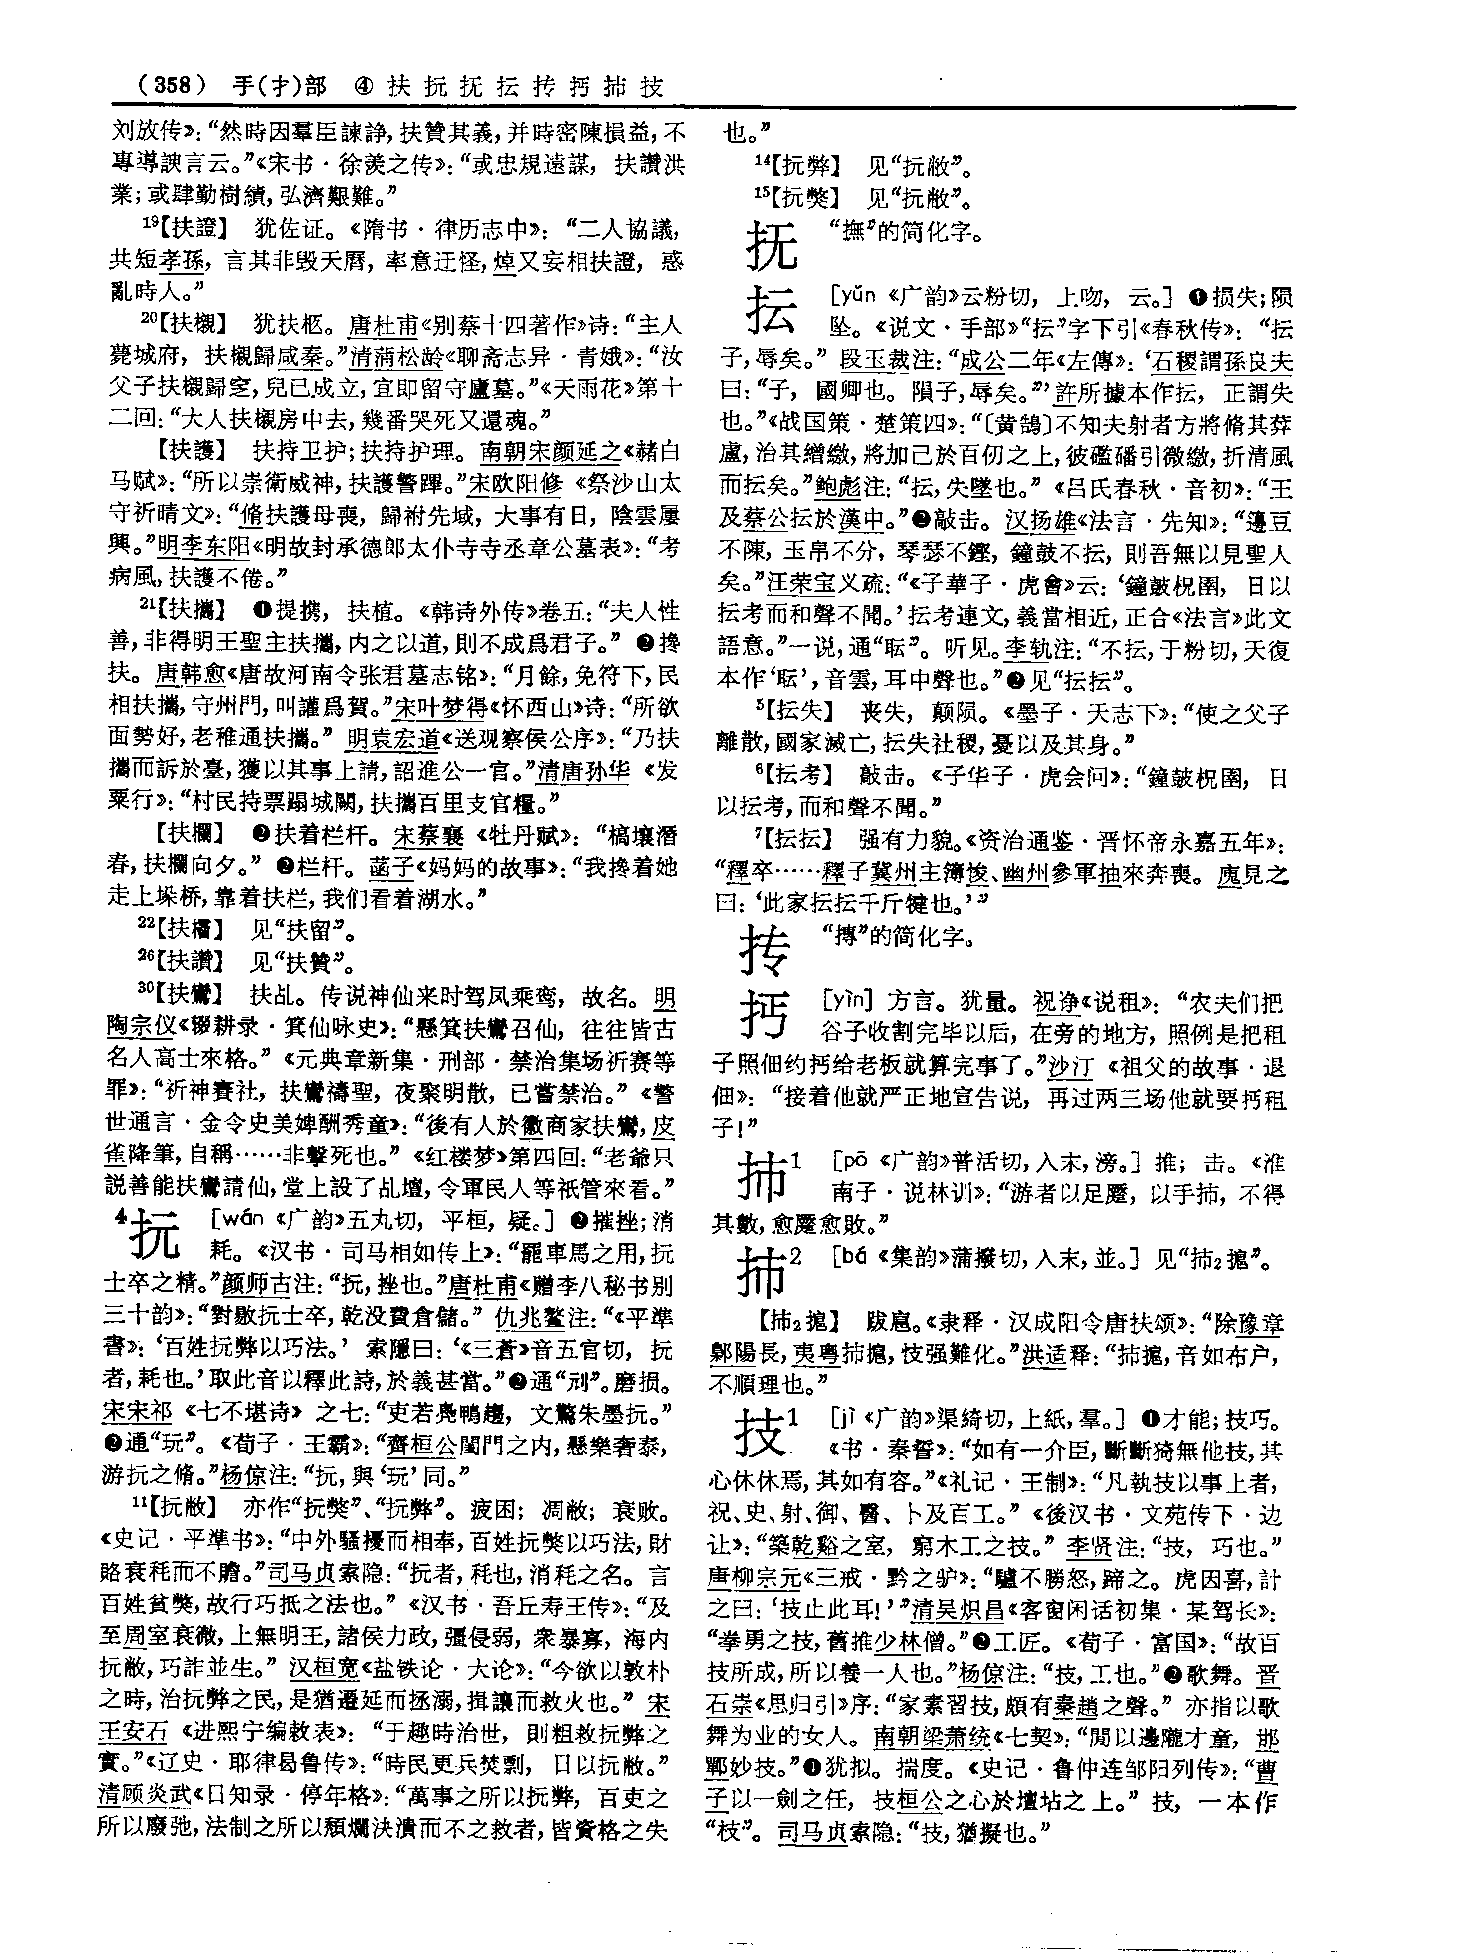 (358) 手(扌)部 ④ 扶抏抚抎抟㧈㧊技
刘放传》：“然時因羣臣諫諍，扶贊其義，并時密陳損益，不
專導諛言云。”《宋书·徐羡之传》：“或忠規遠謀，扶讚洪
業；或肆勤樹績，弘濟艱難。”
19【扶證】 犹佐证。《隋书·律历志中》：“二人協議，
共短孝孫，言其非毁天曆，率意迂怪，焯又妄相扶證，惑
亂時人。”
20【扶櫬】 犹扶柩。唐杜甫《别蔡十四著作》诗：“主人
薨城府，扶櫬歸咸秦。”清蒲松龄《聊斋志异·青娥》：“汝
父子扶櫬歸窆，兒已成立，宜即留守廬墓。”《天雨花》第十
二回：“大人扶櫬房中去，幾番哭死又還魂。”
【扶護】 扶持卫护；扶持护理。南朝宋颜延之《赭白
马赋》：“所以崇衛威神，扶護警蹕。”宋欧阳修《祭沙山太
守祈晴文》：“脩扶護母喪，歸祔先域，大事有日，陰雲屢
興。”明李东阳《明故封承德郎太仆寺寺丞章公墓表》：“考
病風，扶護不倦。”
21【扶攜】 ❶提携，扶植。《韩诗外传》卷五：“夫人性
善，非得明王聖主扶攜，内之以道，則不成爲君子。” ❷搀
扶。唐韩愈《唐故河南令张君墓志铭》：“月餘，免符下，民
相扶攜，守州門，叫讙爲賀。”宋叶梦得《怀西山》诗：“所欲
面勢好，老稚通扶攜。”明袁宏道《送观察侯公序》：“乃扶
攜而訴於臺，獲以其事上請，詔進公一官。”清唐孙华《发
粟行》：“村民持票蹋城闕，扶攜百里支官糧。”
【扶欄】 ❶扶着栏杆。宋蔡襄《牡丹赋》：“槁壤潛
春，扶欄向夕。” ❷栏杆。菡子《妈妈的故事》：“我搀着她
走上垛桥，靠着扶栏，我们看着湖水。”
22【扶橊】 见“扶留”。
26【扶讚】 见“扶贊”。
30【扶鸞】 扶乩。传说神仙来时驾凤乘鸾，故名。明
陶宗仪《辍耕录·箕仙咏史》：“懸箕扶鸞召仙，往往皆古
名人高士來格。”《元典章新集·刑部·禁治集场祈赛等
罪》：“祈神賽社，扶鸞禱聖，夜聚明散，已嘗禁治。”《警
世通言·金令史美婢酬秀童》：“後有人於徽商家扶鸞，皮
雀降筆，自稱……非擊死也。”《红楼梦》第四回：“老爺只
説善能扶鸞請仙，堂上設了乩壇，令軍民人等衹管來看。”
4抏 [wán 《广韵》五丸切，平桓，疑。] ❶摧挫；消
耗。《汉书·司马相如传上》：“罷車馬之用，抏
士卒之精。”颜师古注：“抏，挫也。”唐杜甫《赠李八秘书别
三十韵》：“對敭抏士卒，乾没費倉儲。”仇兆鳌注：“《平準
書》：‘百姓抏弊以巧法。’索隱曰：‘《三蒼》音五官切，抏
者，耗也。’取此音以釋此詩，於義甚當。”❷通“刓”。磨损。
宋宋祁《七不堪诗》之七：“吏若鳧鴨趨，文驚朱墨抏。”
❸通“玩”。《荀子·王霸》：“齊桓公閨門之内，懸樂奢泰，
游抏之脩。”杨倞注：“抏，與‘玩’同。”
11【抏敝】 亦作“抏獘”、“抏弊”。疲困；凋敝；衰败。
《史记·平準书》：“中外騷擾而相奉，百姓抏獘以巧法，財
賂衰秏而不贍。”司马贞索隐：“抏者，秏也，消秏之名。言
百姓貧獘，故行巧抵之法也。”《汉书·吾丘寿王传》：“及
至周室衰微，上無明王，諸侯力政，彊侵弱，衆暴寡，海内
抏敝，巧詐並生。”汉桓宽《盐铁论·大论》：“今欲以敦朴
之時，治抏弊之民，是猶遷延而拯溺，揖讓而救火也。”宋
王安石《进熙宁编敕表》：“于趣時治世，則粗救抏弊之
實。”《辽史·耶律曷鲁传》：“時民更兵焚剽，日以抏敝。”
清顾炎武《日知录·停年格》：“萬事之所以抏弊，百吏之
所以廢弛，法制之所以頽爛決潰而不之救者，皆資格之失
也。”
14【抏弊】 见“抏敝”。
15【抏獘】 见“抏敝”。
抚 “撫”的简化字。
抎 [yǔn 《广韵》云粉切，上吻，云。] ❶损失；陨
坠。《说文·手部》“抎”字下引《春秋传》：“抎
子，辱矣。”段玉裁注：“成公二年《左傳》：‘石稷謂孫良夫
曰：“子，國卿也。隕子，辱矣。”’許所據本作抎，正謂失
也。”《战国策·楚策四》：“〔黄鵠〕不知夫射者方將脩其莽
盧，治其繒繳，將加己於百仞之上，彼礛磻引微繳，折清風
而抎矣。”鲍彪注：“抎，失墜也。”《吕氏春秋·音初》：“王
及蔡公抎於漢中。”❷敲击。汉扬雄《法言·先知》：“籩豆
不陳，玉帛不分，琴瑟不鏗，鐘鼓不抎，則吾無以見聖人
矣。”汪荣宝义疏：“《子華子·虎會》云：‘鐘鼓柷圉，日以
抎考而和聲不聞。’抎考連文，義當相近，正合《法言》此文
語意。”一说，通“耺”。听见。李轨注：“不抎，于粉切，天復
本作‘耺’，音雲，耳中聲也。”❸见“抎抎”。
5【抎失】 丧失，颠陨。《墨子·天志下》：“使之父子
離散，國家滅亡，抎失社稷，憂以及其身。”
6【抎考】 敲击。《子华子·虎会问》：“鐘鼓柷圉，日
以抎考，而和聲不聞。”
7【抎抎】 强有力貌。《资治通鉴·晋怀帝永嘉五年》：
“釋卒……釋子冀州主簿悛、幽州參軍抽來奔喪。廆見之
曰：‘此家抎抎千斤犍也。’”
抟 “摶”的简化字。
㧈 [yìn] 方言。犹量。祝诤《说租》：“农夫们把
谷子收割完毕以后，在旁的地方，照例是把租
子照佃约㧈给老板就算完事了。”沙汀《祖父的故事·退
佃》：“接着他就严正地宣告说，再过两三场他就要㧈租
子！”
㧊1 [pō 《广韵》普活切，入末，滂。] 推；击。《淮
南子·说林训》：“游者以足蹷，以手㧊，不得
其數，愈蹷愈敗。”
㧊2 [bá 《集韵》蒲撥切，入末，並。] 见“㧊2摀”。
【㧊2摀】 跋扈。《隶释·汉成阳令唐扶颂》：“除豫章
鄡陽長，夷粤㧊摀，忮强難化。”洪适释：“㧊摀，音如布户，
不順理也。”
技1 [jì 《广韵》渠綺切，上紙，羣。] ❶才能；技巧。
《书·秦誓》：“如有一介臣，斷斷猗無他技，其
心休休焉，其如有容。”《礼记·王制》：“凡執技以事上者，
祝、史、射、御、醫、卜及百工。”《後汉书·文苑传下·边
让》：“築乾谿之室，窮木工之技。”李贤注：“技，巧也。”
唐柳宗元《三戒·黔之驴》：“驢不勝怒，蹄之。虎因喜，計
之曰：‘技止此耳！’”清吴炽昌《客窗闲话初集·某驾长》：
“拳勇之技，舊推少林僧。”❷工匠。《荀子·富国》：“故百
技所成，所以養一人也。”杨倞注：“技，工也。”❸歌舞。晋
石崇《思归引》序：“家素習技，頗有秦趙之聲。”亦指以歌
舞为业的女人。南朝梁萧统《七契》：“閒以邊隴才童，邯
鄲妙技。”❹犹拟。揣度。《史记·鲁仲连邹阳列传》：“曹
子以一劍之任，技桓公之心於壇坫之上。”技，一本作
“枝”。司马贞索隐：“技，猶擬也。”